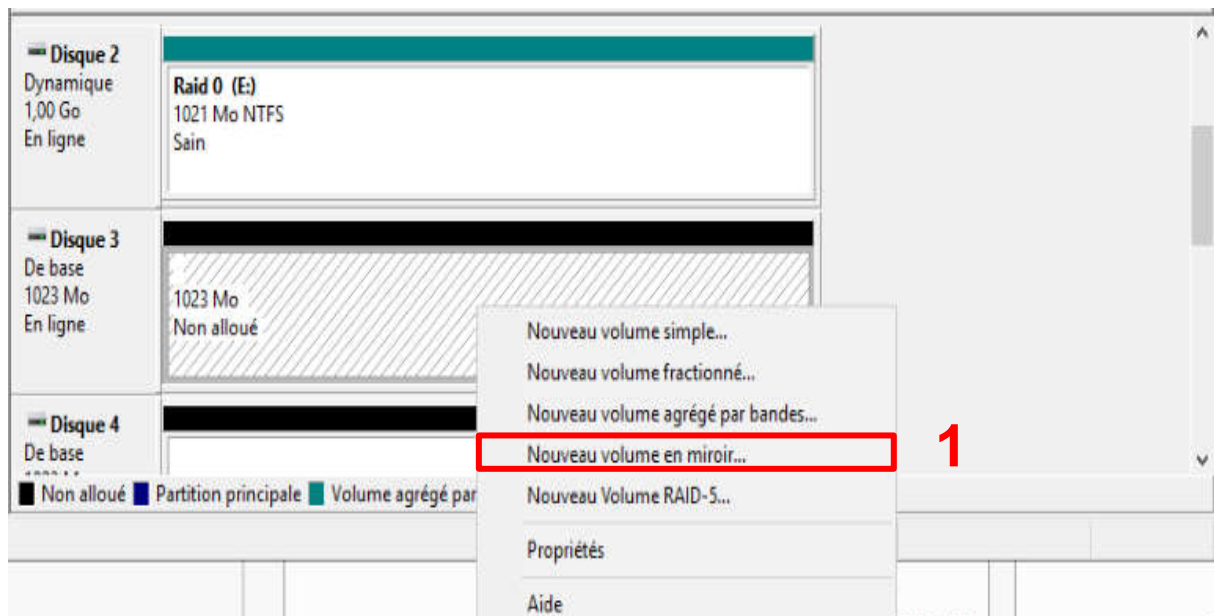 Disque 2
Dynamique
1,00 Go
En ligne
Raid 0 (E:)
1021 Mo NTFS
Sain
Disque 3
De base
1023 Mo
En ligne
1023 Mo
Non alloué
Disque 4
De base
Nouveau volume simple...
Nouveau volume fractionné...
Nouveau volume agrégé par bandes...
Nouveau volume en miroir...
1
Nouveau Volume RAID-5...
Propriétés
Aide
Non alloué Partition principale Volume agrégé par